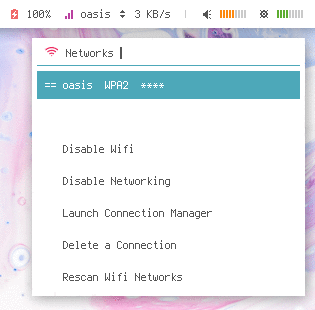 100% oasis 3 KB/s
Networks
== oasis WPA2 ****
Disable Wifi
Disable Networking
Launch Connection Manager
Delete a Connection
Rescan Wifi Networks